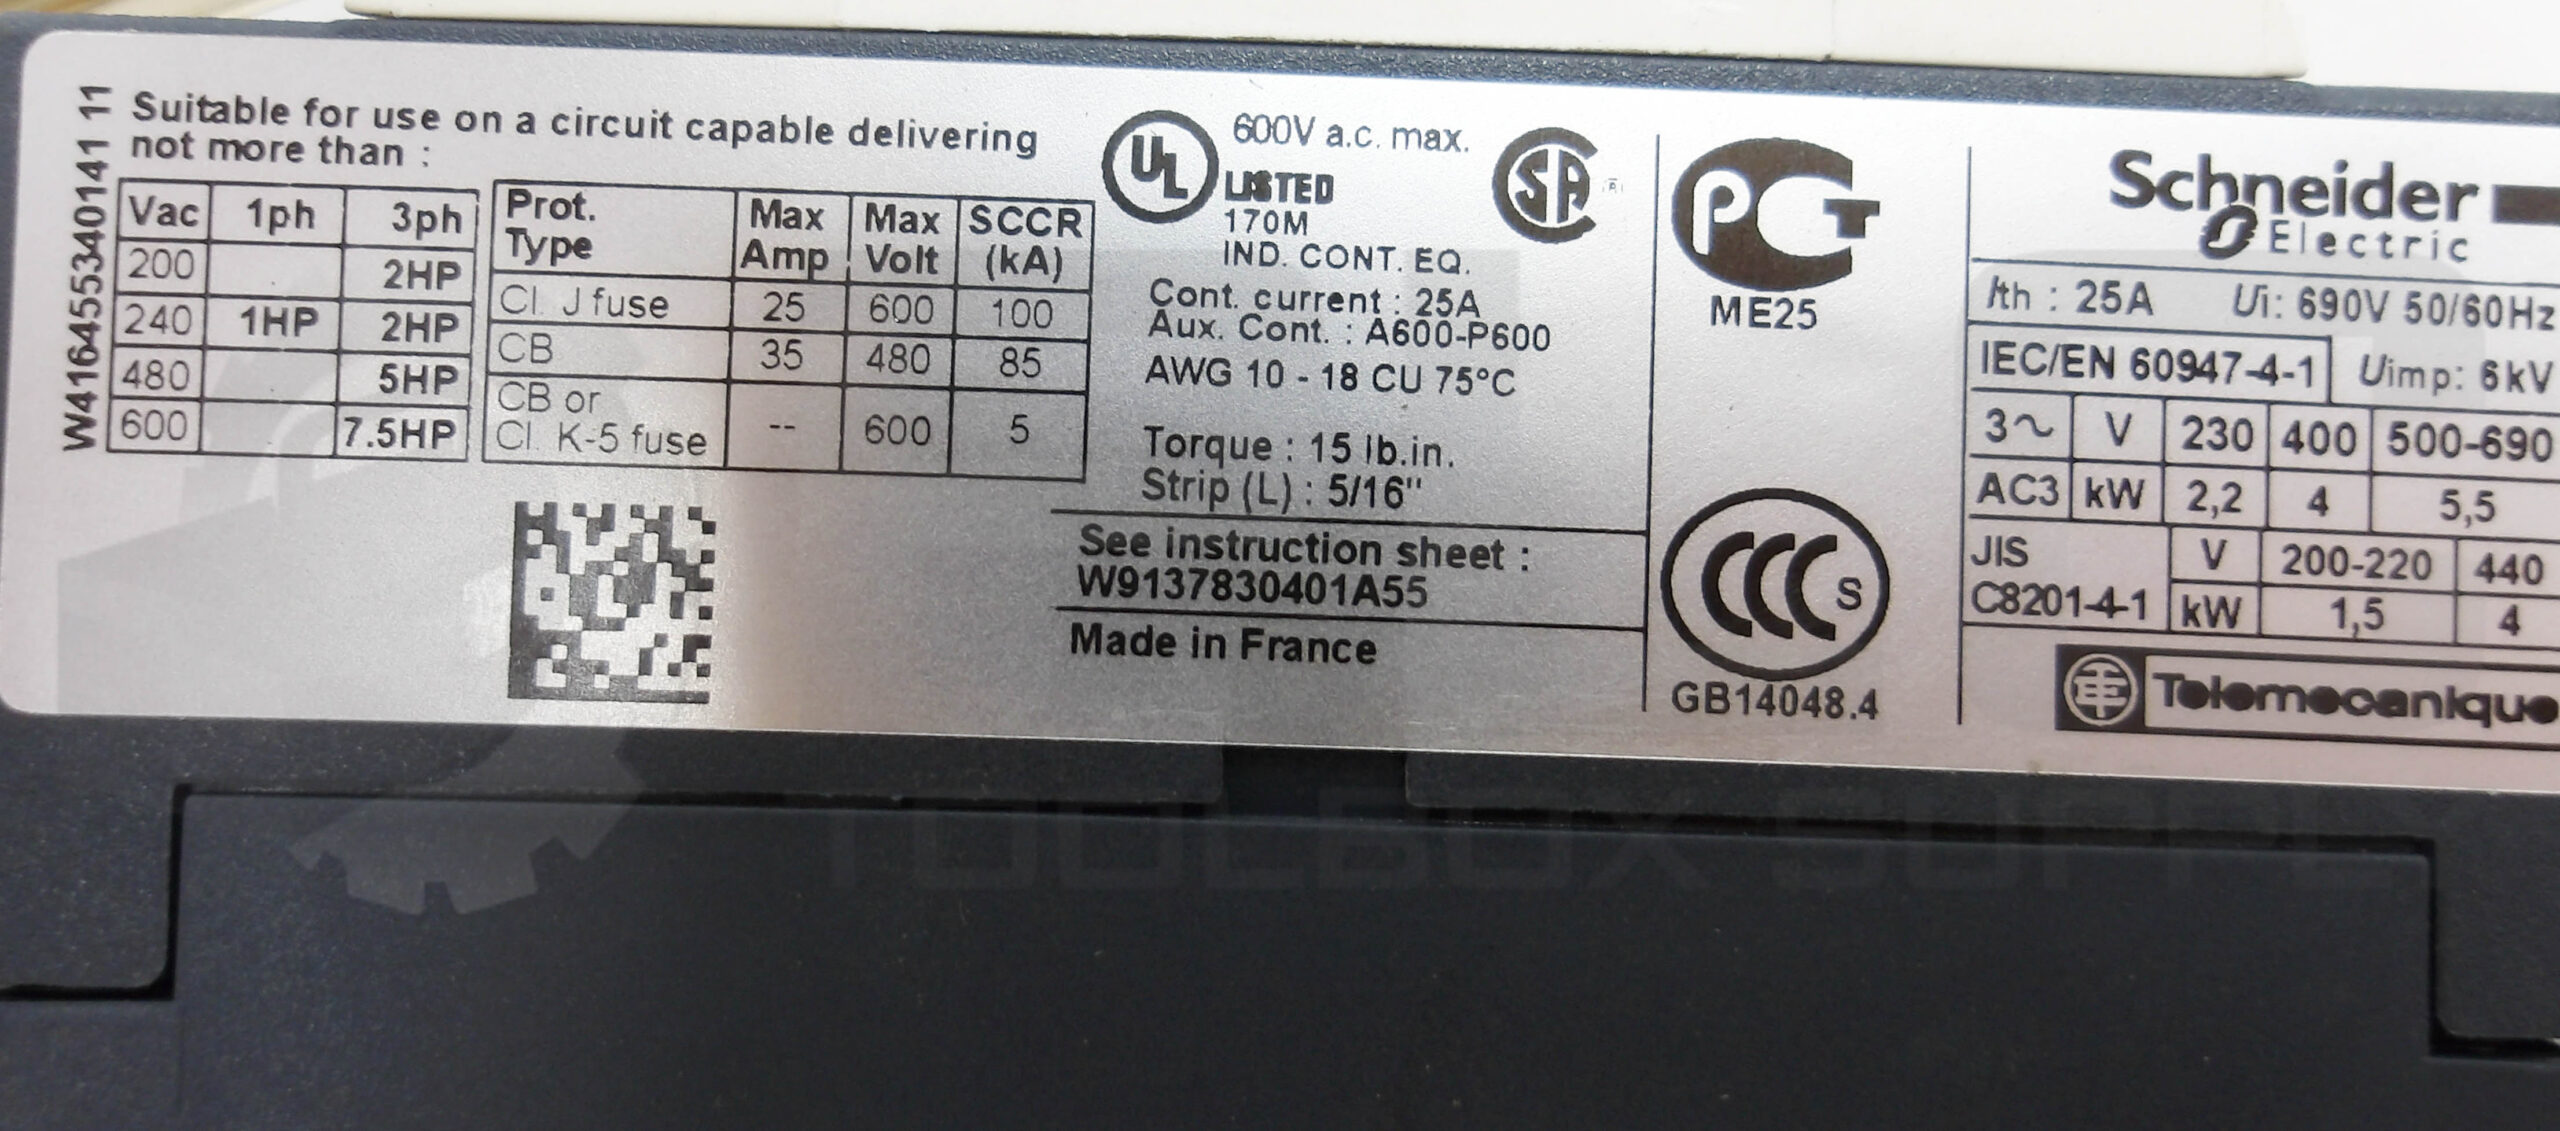 W41645534014111 11
Suitable for use on a circuit capable delivering
not more than :
Vac 1ph 3ph
200 2HP
240 1HP 2HP
480 5HP
600 7.5HP
Prot. Type Max Amp Max Volt SCCR (kA)
Cl. J fuse 25 600 100
CB 35 480 85
CB or Cl. K-5 fuse -- 600 5
UL
600V a.c. max.
LISTED
170M
IND. CONT. EQ.
SA
Cont. current : 25A
Aux. Cont. : A600-P600
AWG 10 - 18 CU 75°C
Torque : 15 lb.in.
Strip (L) : 5/16"
See instruction sheet :
W9137830401A55
Made in France
PCT
ME25
CCC S
GB14048.4
Schneider
Electric
Ith : 25A Ui: 690V 50/60Hz
IEC/EN 60947-4-1 Uimp: 6kV
3~ V 230 400 500-690
AC3 kW 2,2 4 5,5
JIS C8201-4-1 V 200-220 440
kW 1,5 4
Telemecanique
TOOLBOX SUPPLY